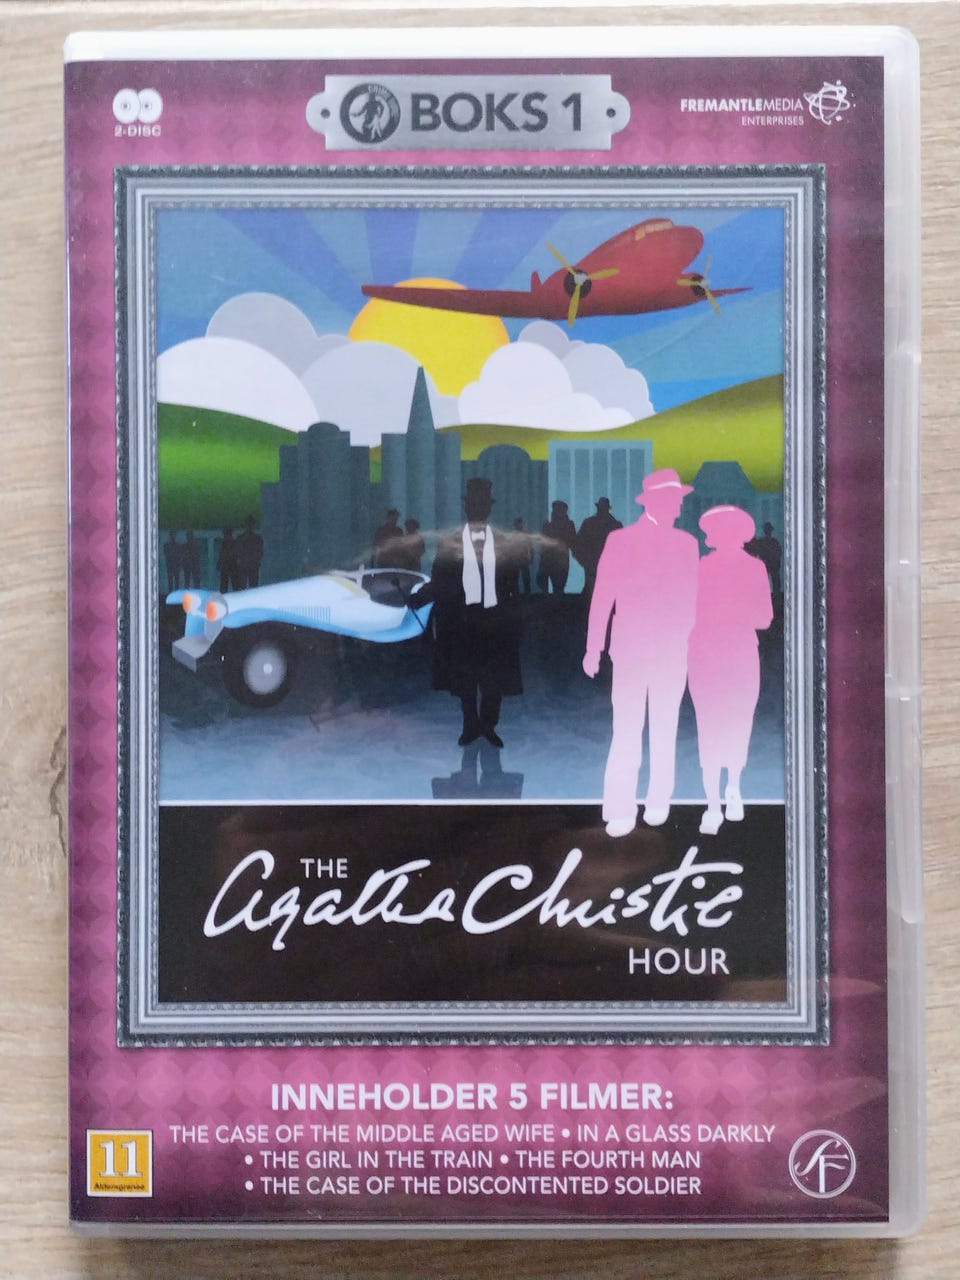 2-DISC
CRIME
BOKS 1
FREMANTLEMEDIA
ENTERPRISES
THE
Agatha Christie
HOUR
INNEHOLDER 5 FILMER:
THE CASE OF THE MIDDLE AGED WIFE • IN A GLASS DARKLY
• THE GIRL IN THE TRAIN • THE FOURTH MAN
• THE CASE OF THE DISCONTENTED SOLDIER
11
Aldersgrense
SF